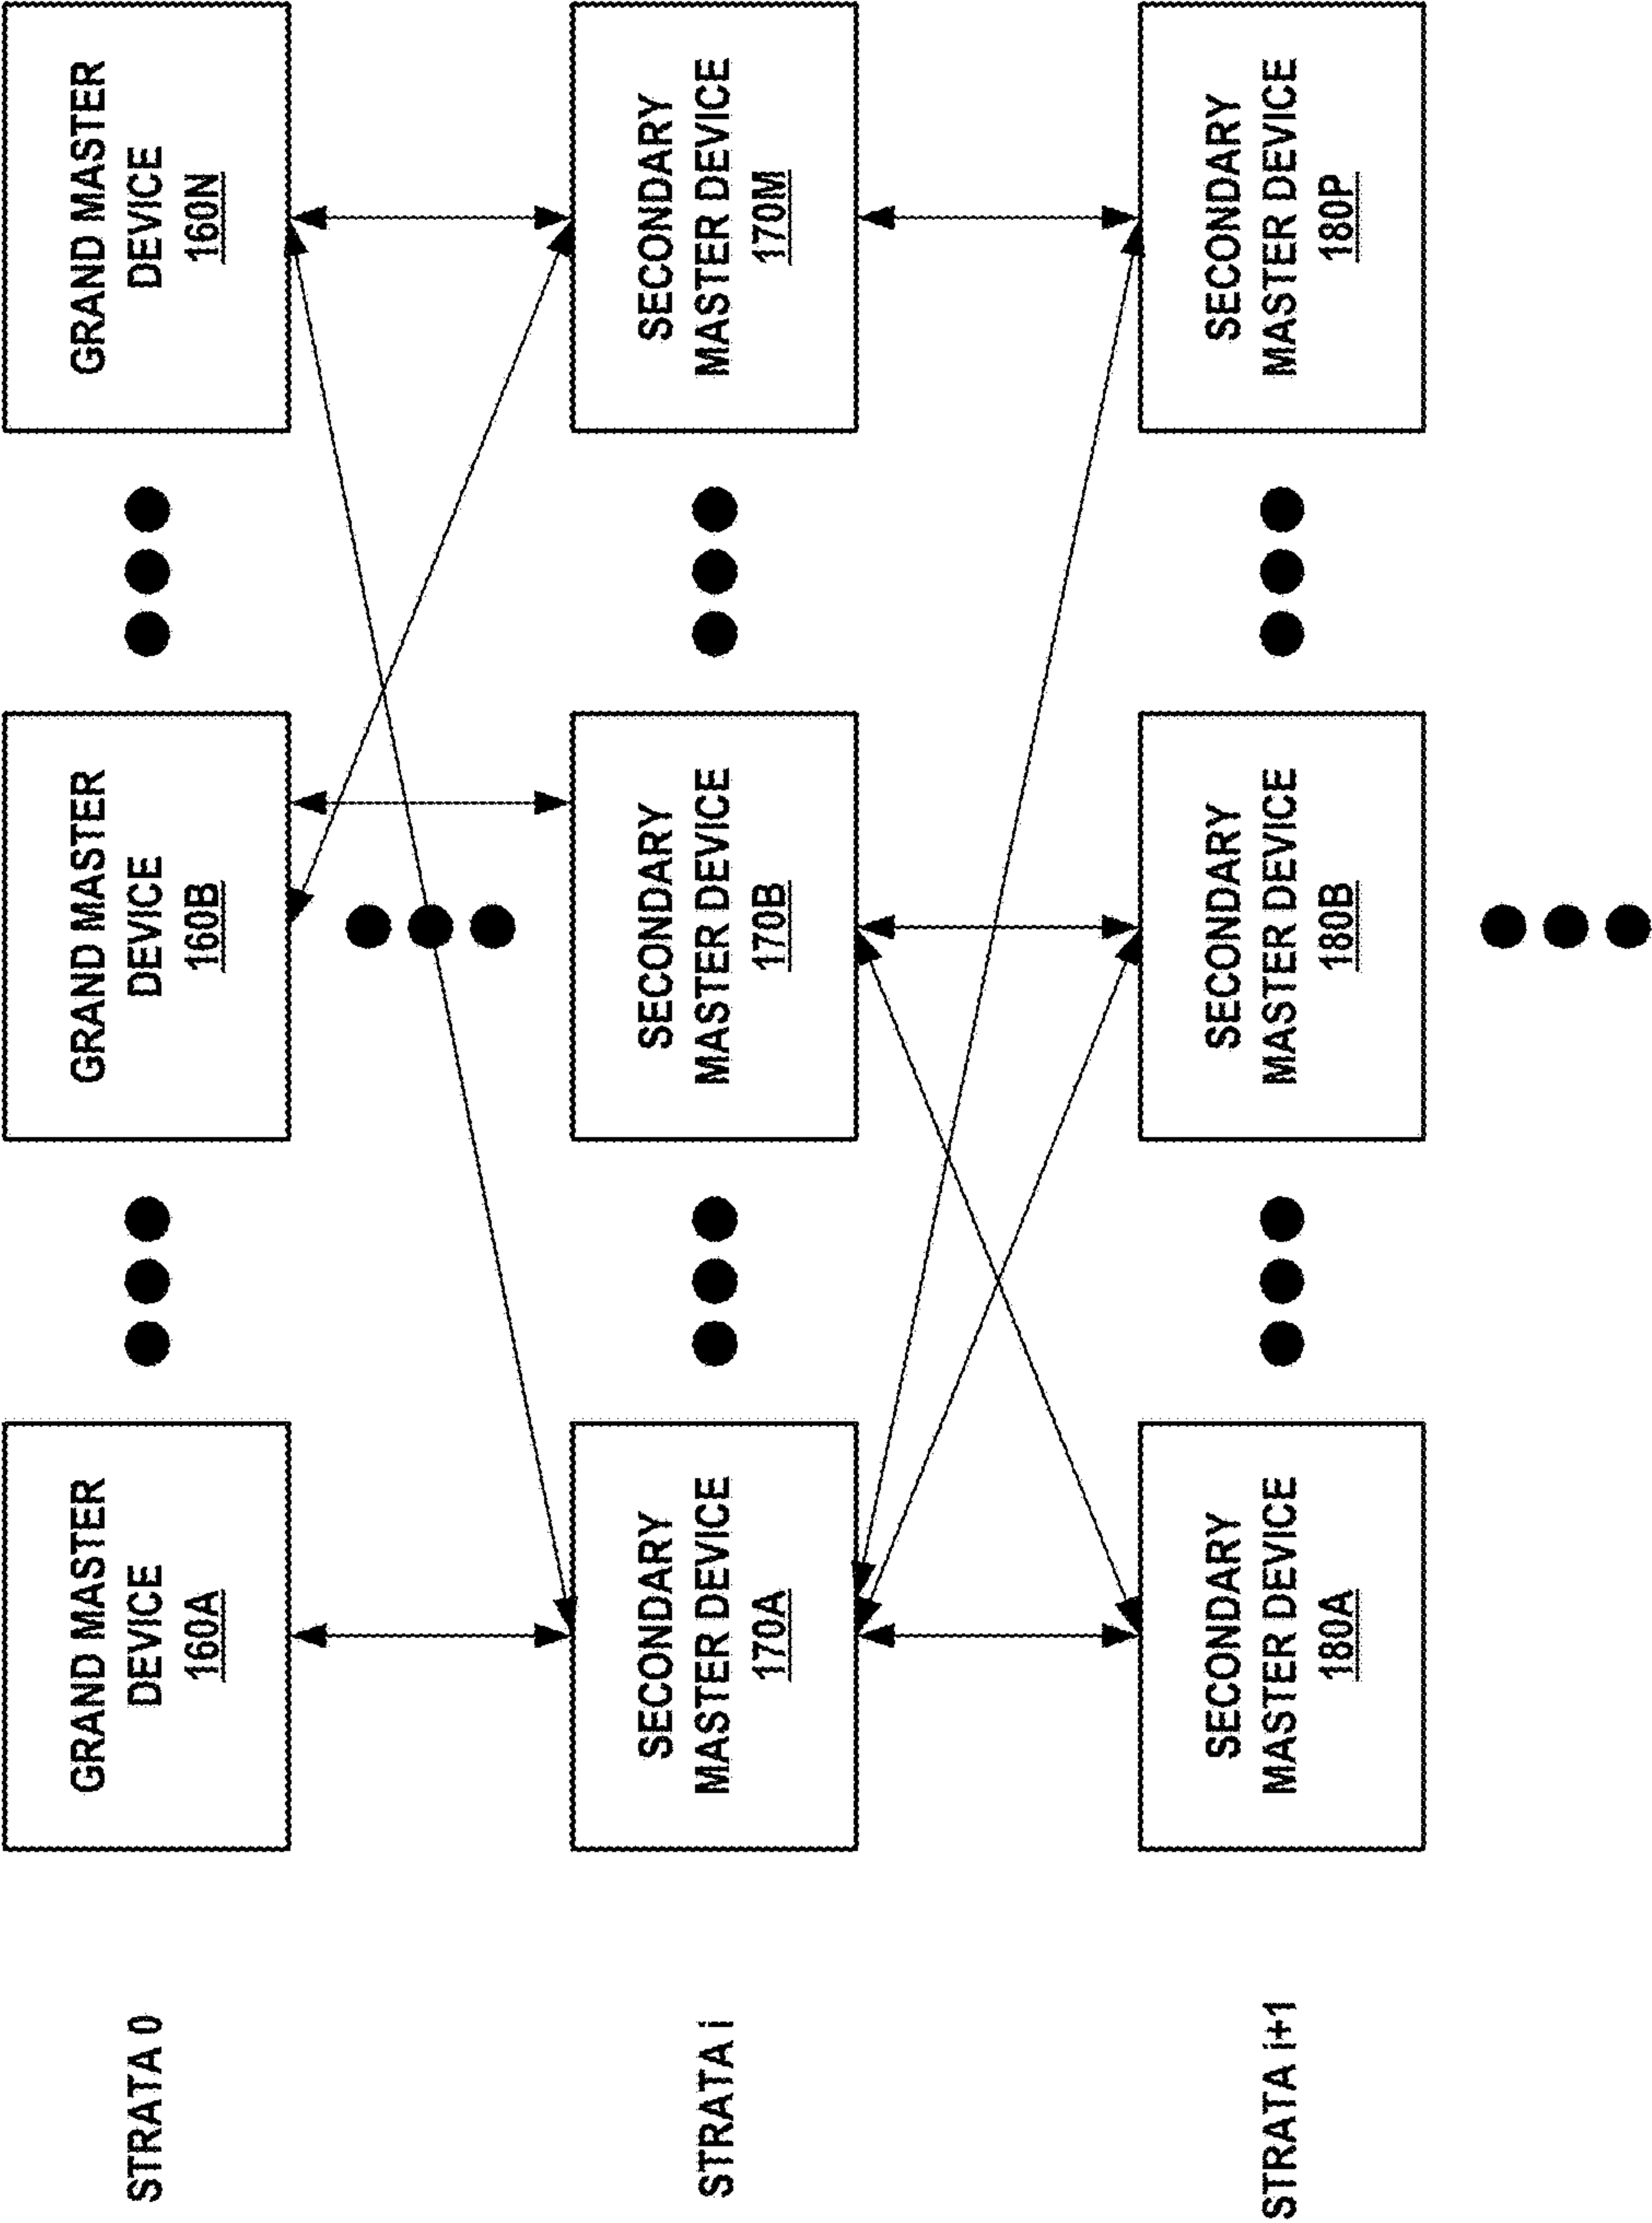 STRATA 0
GRAND MASTER
DEVICE
160A
GRAND MASTER
DEVICE
160B
GRAND MASTER
DEVICE
160N
STRATA i
SECONDARY
MASTER DEVICE
170A
SECONDARY
MASTER DEVICE
170B
SECONDARY
MASTER DEVICE
170M
STRATA i+1
SECONDARY
MASTER DEVICE
180A
SECONDARY
MASTER DEVICE
180B
SECONDARY
MASTER DEVICE
180P